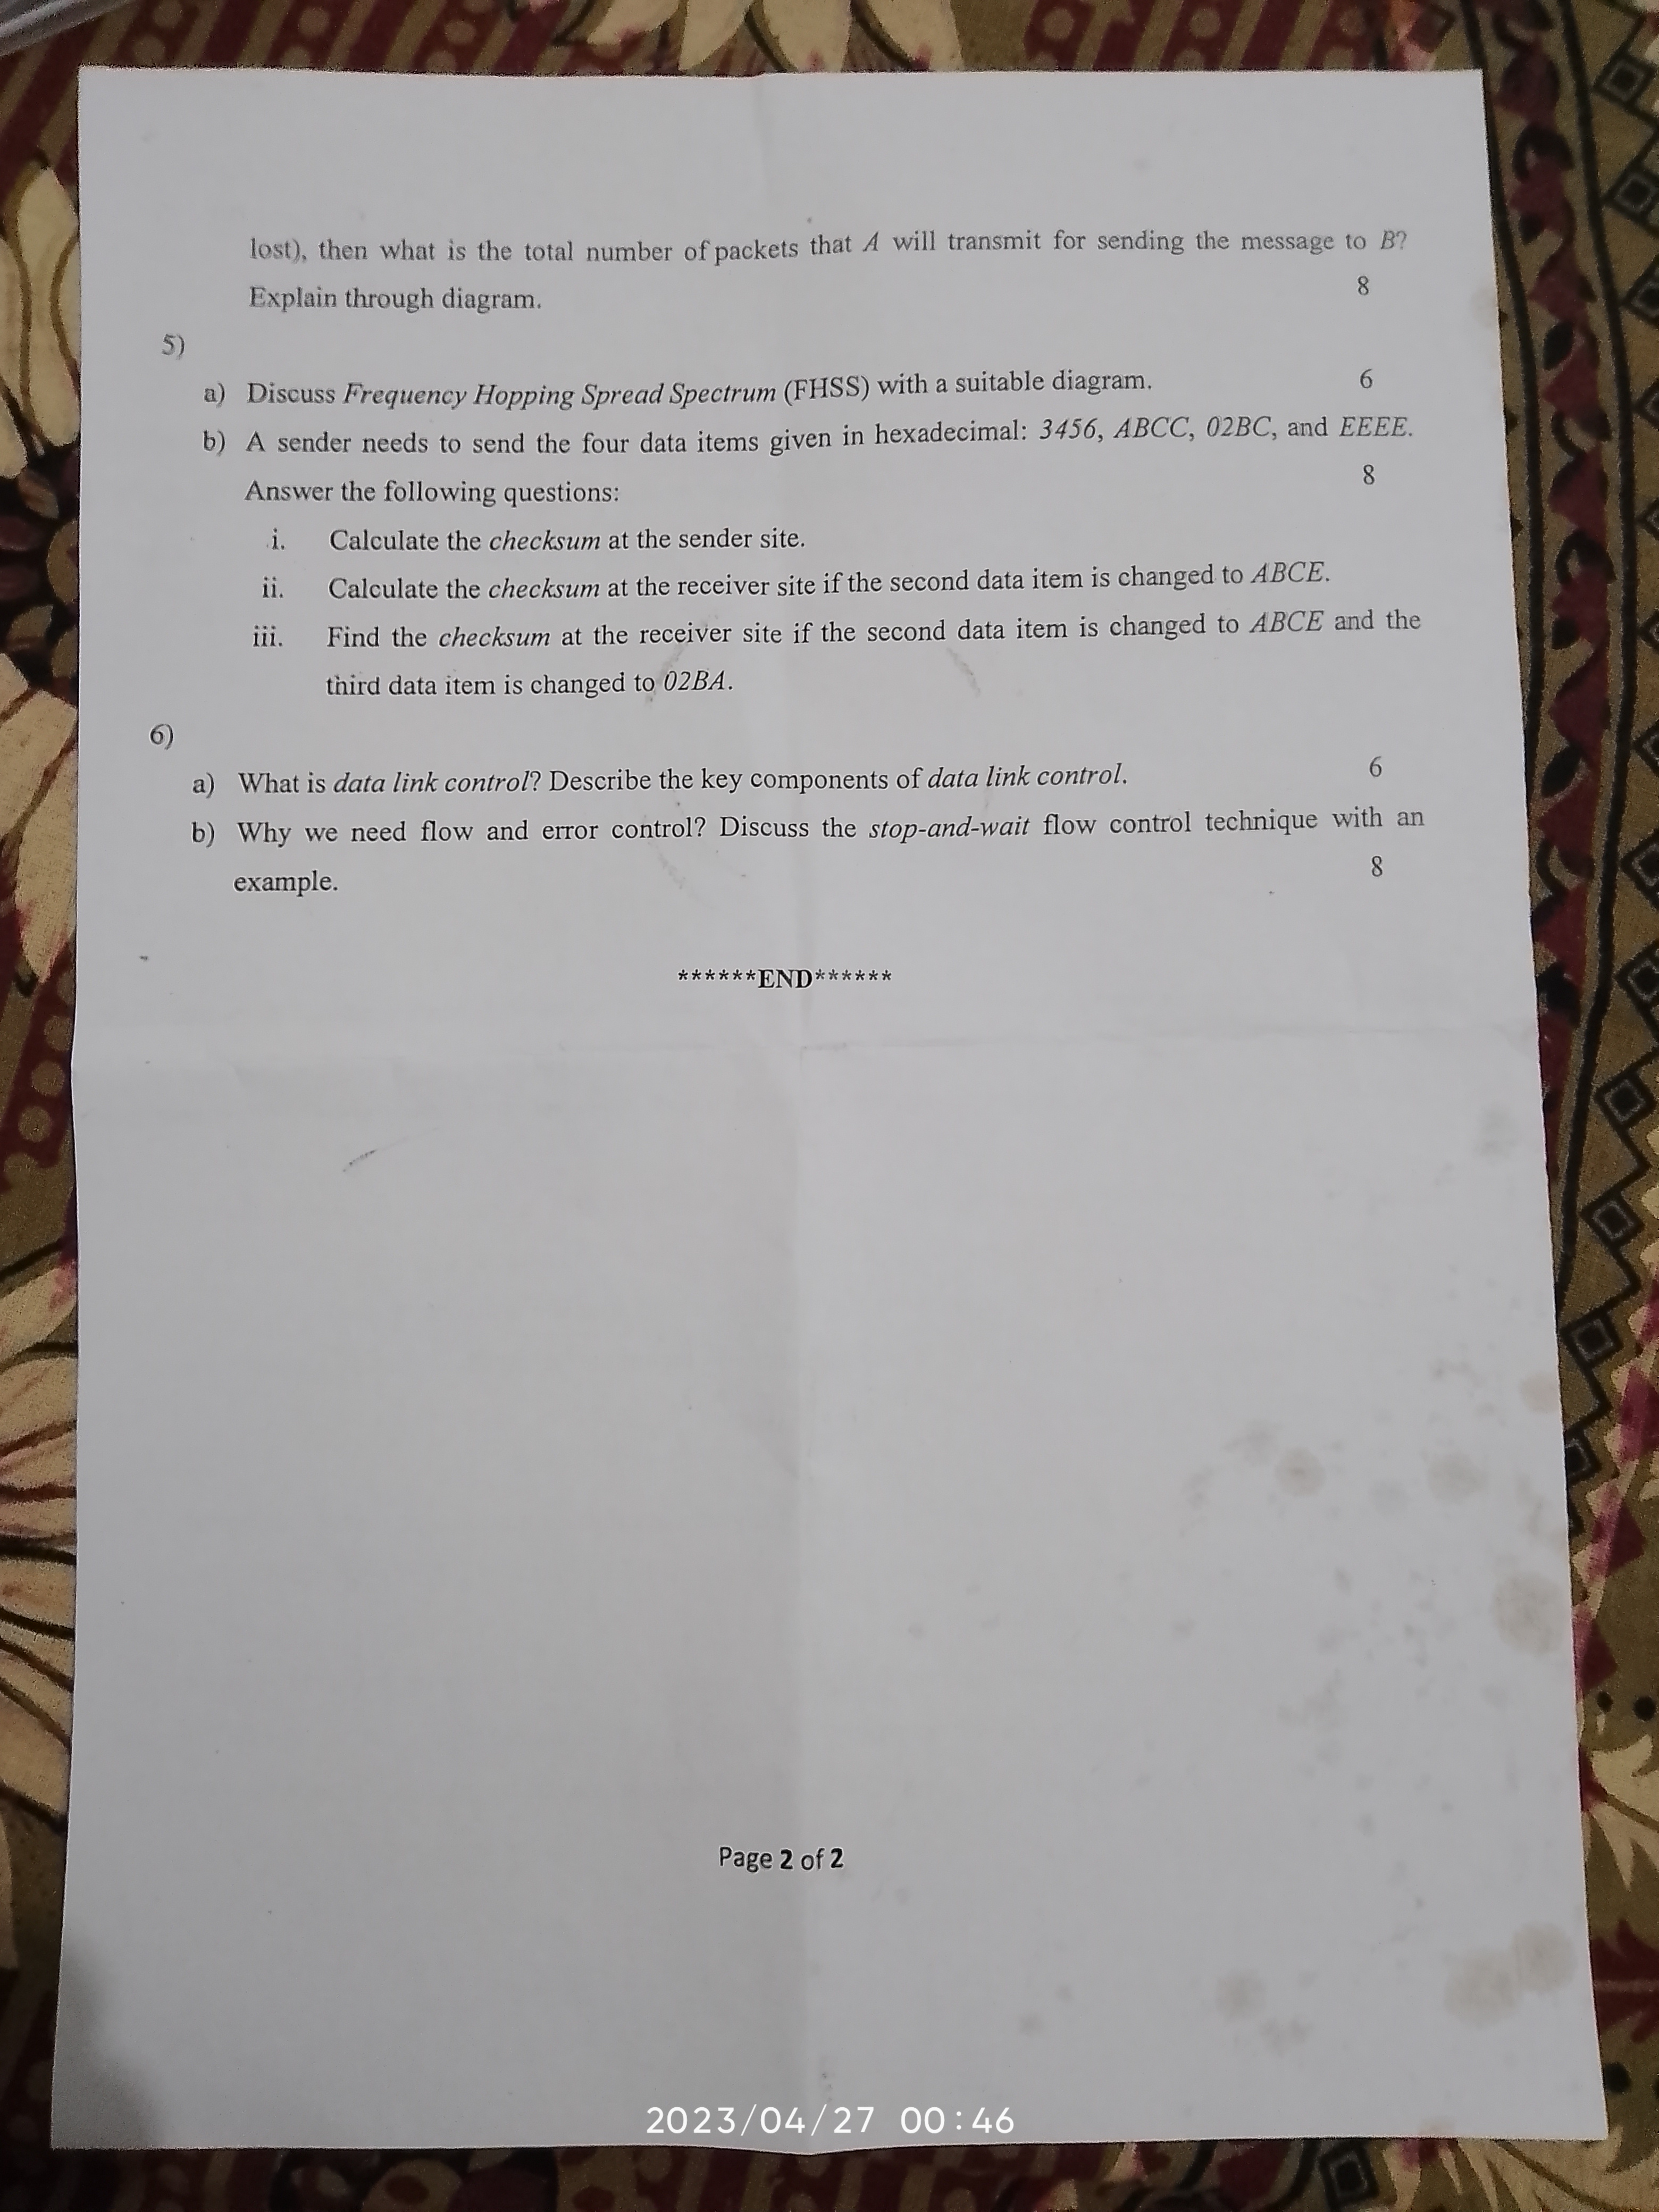 lost), then what is the total number of packets that A will transmit for sending the message to B?
Explain through diagram. 8
5)
a) Discuss Frequency Hopping Spread Spectrum (FHSS) with a suitable diagram. 6
b) A sender needs to send the four data items given in hexadecimal: 3456, ABCC, 02BC, and EEEE.
Answer the following questions: 8
i. Calculate the checksum at the sender site.
ii. Calculate the checksum at the receiver site if the second data item is changed to ABCE.
iii. Find the checksum at the receiver site if the second data item is changed to ABCE and the
third data item is changed to 02BA.
6)
a) What is data link control? Describe the key components of data link control. 6
b) Why we need flow and error control? Discuss the stop-and-wait flow control technique with an
example. 8
******END******
Page 2 of 2
2023/04/27 00:46